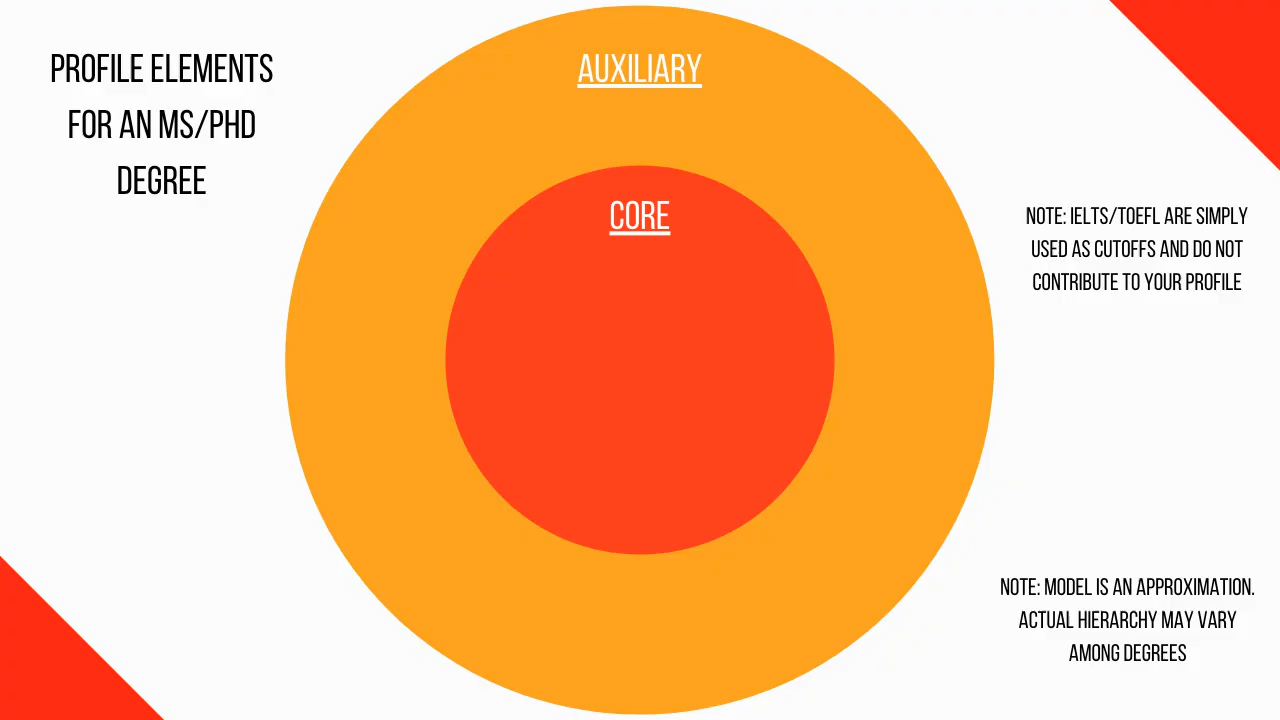 PROFILE ELEMENTS
FOR AN MS/PHD
DEGREE
AUXILIARY
CORE
NOTE: IELTS/TOEFL ARE SIMPLY
USED AS CUTOFFS AND DO NOT
CONTRIBUTE TO YOUR PROFILE
NOTE: MODEL IS AN APPROXIMATION.
ACTUAL HIERARCHY MAY VARY
AMONG DEGREES